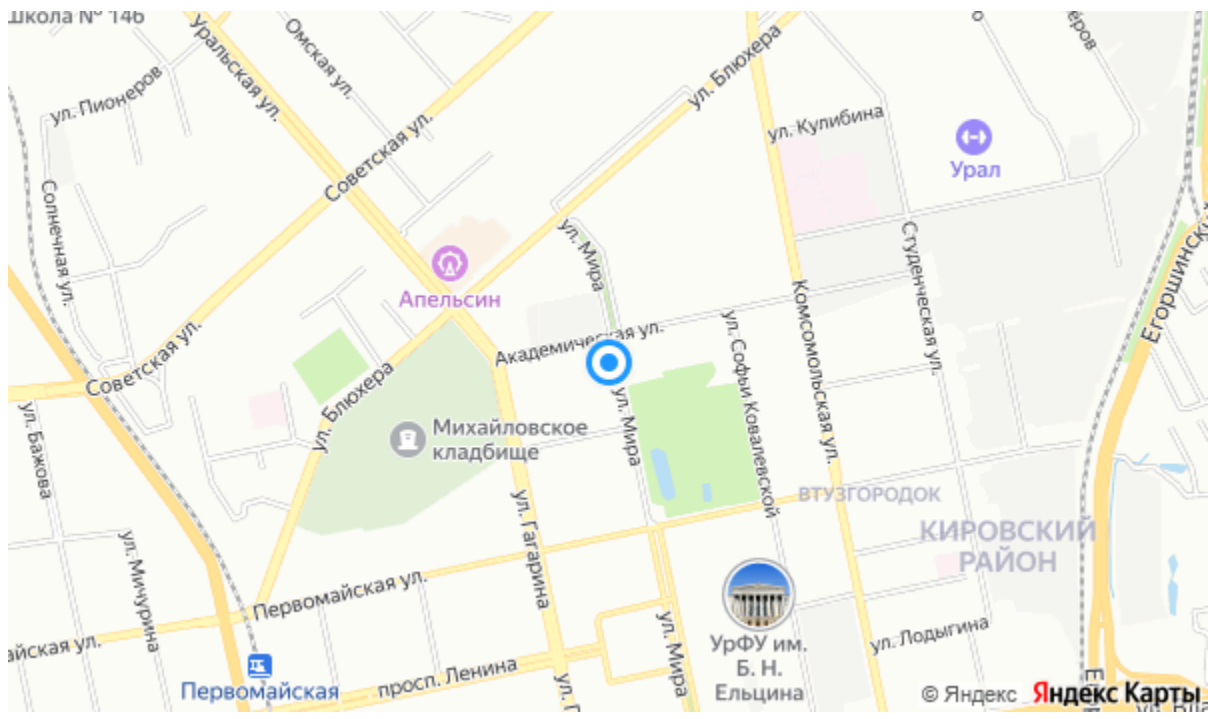 Школа № 146
Уральская ул.
Омская ул.
ул. Пионеров
Советская ул.
ул. Блюхера
ул. Кулибина
Урал
Солнечная ул.
ул. Мира
Студенческая ул.
Апельсин
Комсомольская ул.
Егоршинск
Советская ул.
Академическая ул.
ул. Софьи Ковалевской
ул. Блюхера
ул. Бажова
Михайловское
кладбище
ул. Мира
ВТУЗГОРОДОК
КИРОВСКИЙ
РАЙОН
ул. Гагарина
ул. Мичурина
Первомайская ул.
айская ул.
УрФУ им.
Б. Н.
Ельцина
ул. Мира
ул. Лодыгина
Первомайская
просп. Ленина
ул. Г
© Яндекс Яндекс Карты